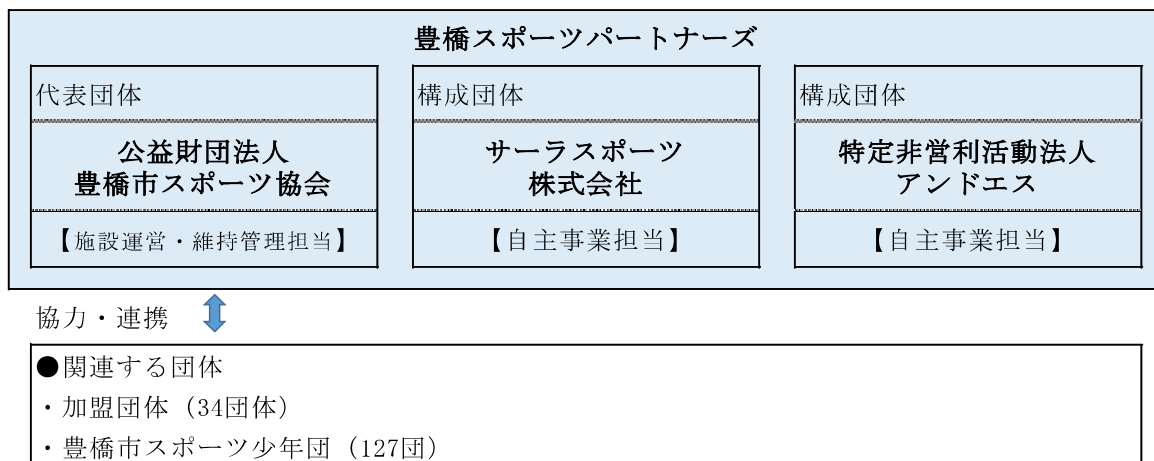 豊橋スポーツパートナーズ
代表団体
公益財団法人
豊橋市スポーツ協会
【施設運営・維持管理担当】
構成団体
サーラスポーツ
株式会社
【自主事業担当】
構成団体
特定非営利活動法人
アンドエス
【自主事業担当】
協力・連携
●関連する団体
・加盟団体（34団体）
・豊橋市スポーツ少年団（127団）